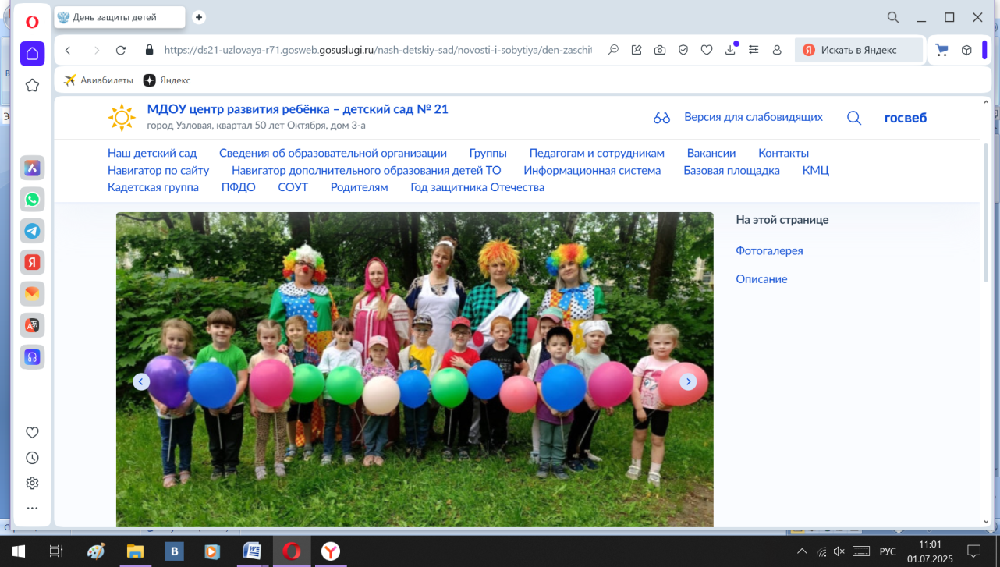 День защиты детей
https://ds21-uzlovaya-r71.gosweb.gosuslugi.ru/nash-detskiy-sad/novosti-i-sobytiya/den-zaschit
Искать в Яндекс
Авиабилеты Яндекс
МДОУ центр развития ребёнка – детский сад № 21
город Узловая, квартал 50 лет Октября, дом 3-а
Версия для слабовидящих
госвеб
Наш детский сад Сведения об образовательной организации Группы Педагогам и сотрудникам Вакансии Контакты
Навигатор по сайту Навигатор дополнительного образования детей ТО Информационная система Базовая площадка КМЦ
Кадетская группа ПФДО СОУТ Родителям Год защитника Отечества
На этой странице
Фотогалерея
Описание
РУС
11:01
01.07.2025